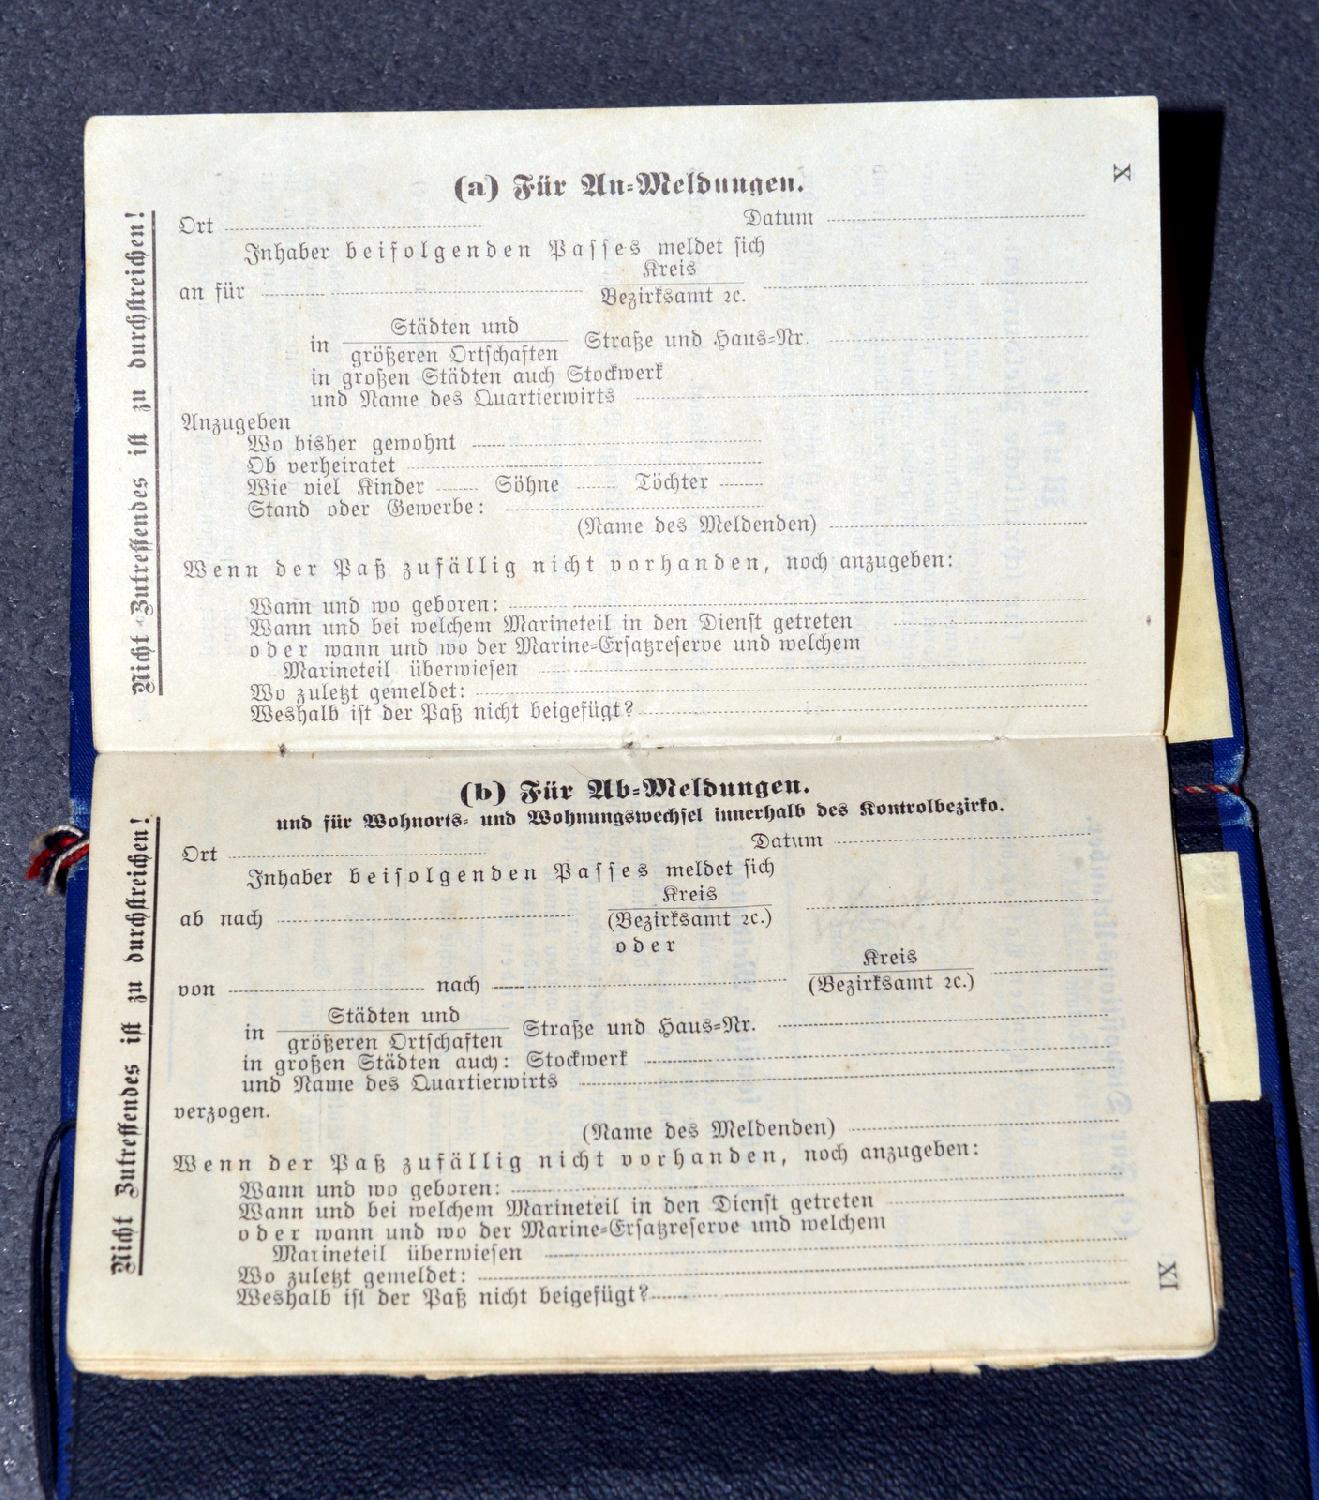 X
(a) Für An-Meldungen.
Nicht Zutreffendes ist zu durchstreichen!
Ort Datum
Inhaber beifolgenden Passes meldet sich
Kreis
an für
Bezirksamt ꝛc.
Städten und
in Straße und Haus-Nr.
größeren Ortschaften
in großen Städten auch Stockwerk
und Name des Quartierwirts
Anzugeben
Wo bisher gewohnt
Ob verheiratet
Wie viel Kinder Söhne Töchter
Stand oder Gewerbe:
(Name des Meldenden)
Wenn der Paß zufällig nicht vorhanden, noch anzugeben:
Wann und wo geboren:
Wann und bei welchem Marineteil in den Dienst getreten
oder wann und wo der Marine-Ersatzreserve und welchem
Marineteil überwiesen
Wo zuletzt gemeldet:
Weshalb ist der Paß nicht beigefügt?
(b) Für Ab-Meldungen.
und für Wohnorts- und Wohnungswechsel innerhalb des Kontrolbezirks.
Nicht Zutreffendes ist zu durchstreichen!
Ort Datum
Inhaber beifolgenden Passes meldet sich
Kreis
ab nach
(Bezirksamt ꝛc.)
oder
Kreis
von nach
(Bezirksamt ꝛc.)
Städten und
in Straße und Haus-Nr.
größeren Ortschaften
in großen Städten auch: Stockwerk
und Name des Quartierwirts
verzogen.
(Name des Meldenden)
Wenn der Paß zufällig nicht vorhanden, noch anzugeben:
Wann und wo geboren:
Wann und bei welchem Marineteil in den Dienst getreten
oder wann und wo der Marine-Ersatzreserve und welchem
Marineteil überwiesen
Wo zuletzt gemeldet:
Weshalb ist der Paß nicht beigefügt?
XI